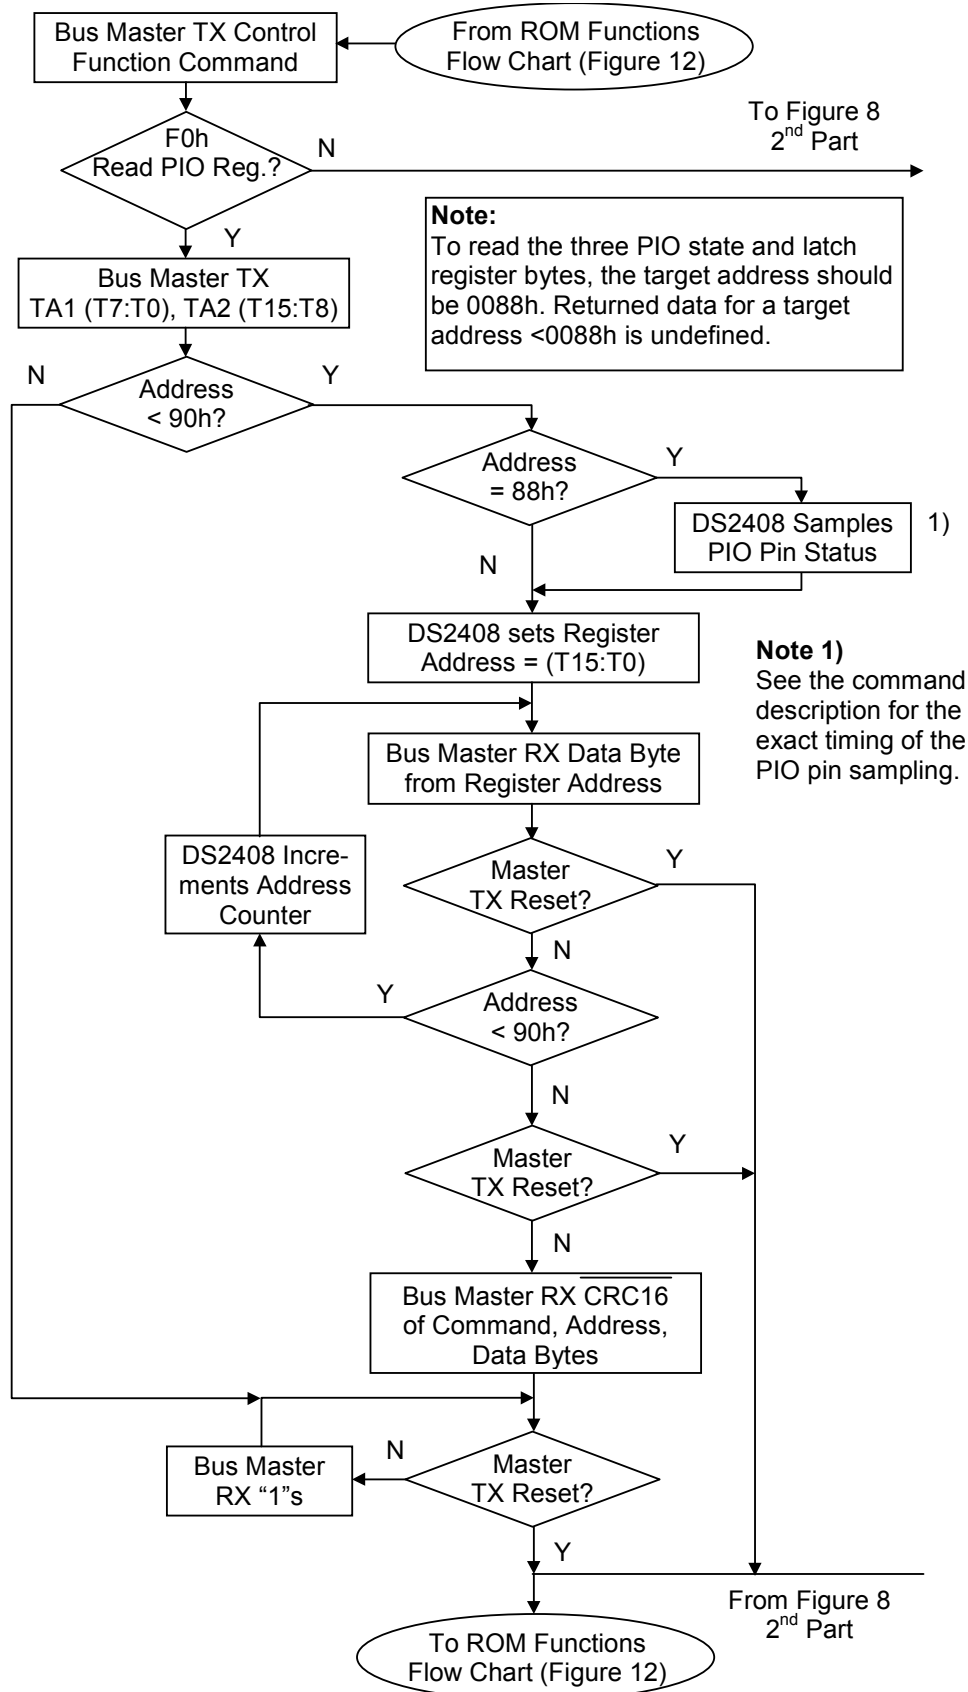 Bus Master TX Control
Function Command
From ROM Functions
Flow Chart (Figure 12)
F0h
Read PIO Reg.?
N
To Figure 8
2nd Part
Y
Note:
To read the three PIO state and latch
register bytes, the target address should
be 0088h. Returned data for a target
address <0088h is undefined.
Bus Master TX
TA1 (T7:T0), TA2 (T15:T8)
N
Address
< 90h?
Y
Address
= 88h?
Y
DS2408 Samples
PIO Pin Status
1)
N
DS2408 sets Register
Address = (T15:T0)
Note 1)
See the command
description for the
exact timing of the
PIO pin sampling.
Bus Master RX Data Byte
from Register Address
DS2408 Incre-
ments Address
Counter
Master
TX Reset?
Y
N
Y
Address
< 90h?
N
Master
TX Reset?
Y
N
Bus Master RX CRC16
of Command, Address,
Data Bytes
Bus Master
RX “1”s
N
Master
TX Reset?
Y
From Figure 8
2nd Part
To ROM Functions
Flow Chart (Figure 12)